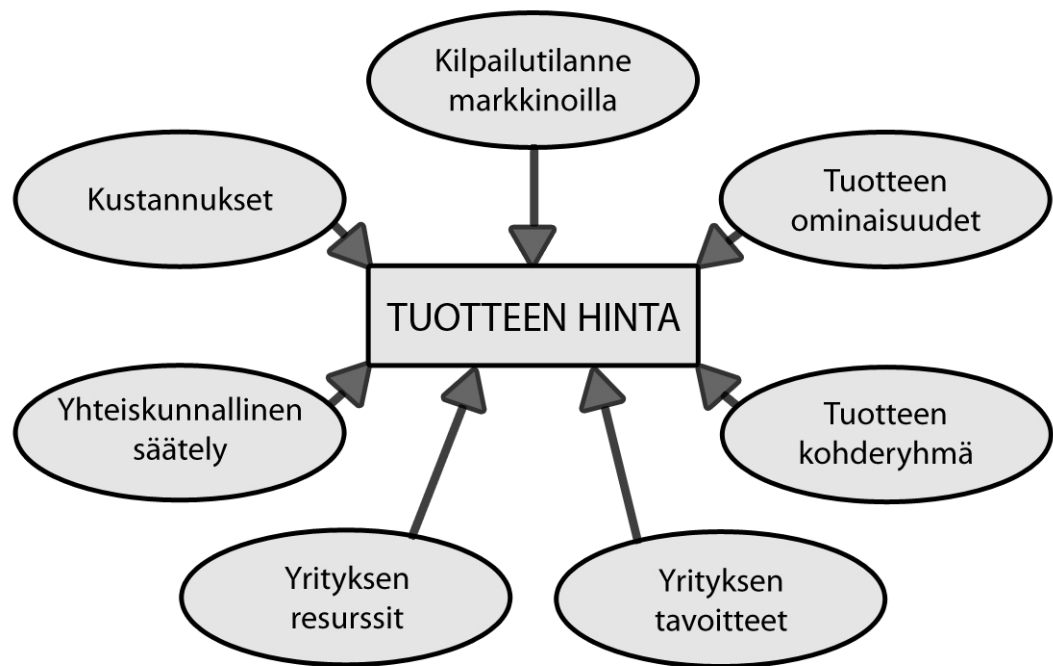 Kilpailutilanne
markkinoilla
Kustannukset
Tuotteen
ominaisuudet
TUOTTEEN HINTA
Yhteiskunnallinen
säätely
Tuotteen
kohderyhmä
Yrityksen
resurssit
Yrityksen
tavoitteet